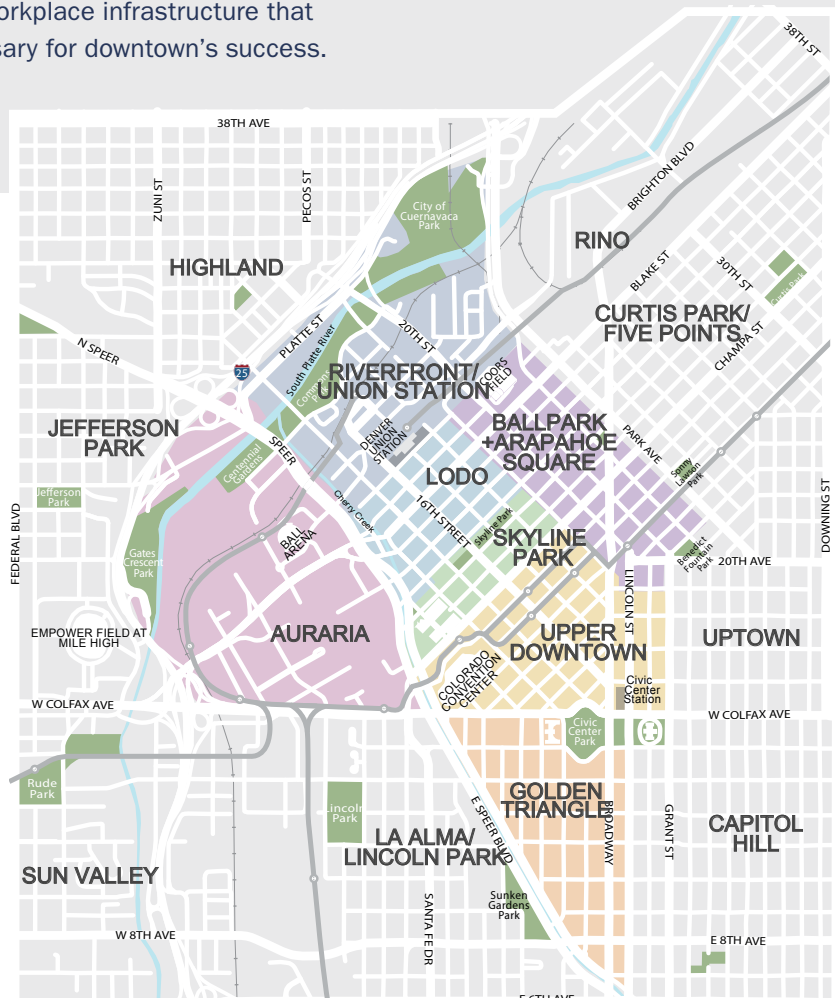 orkplace infrastructure that
sary for downtown's success.
38TH ST
38TH AVE
ZUNI ST
PECOS ST
BRIGHTON BLVD
City of
Cuernavaca
Park
RINO
HIGHLAND
BLAKE ST
30TH ST
Curtis Park
CURTIS PARK/
FIVE POINTS
CHAMPA ST
N SPEER
PLATTE ST
South Platte River
20TH ST
25
COORS
FIELD
RIVERFRONT/
UNION STATION
Commons
Park
JEFFERSON
PARK
BALLPARK
+ARAPAHOE
SQUARE
PARK AVE
DENVER
UNION
STATION
SPEER
Centennial
Gardens
LODO
Sonny
Lawson
Park
Jefferson
Park
Cherry Creek
16TH STREET
Skyline Park
DOWNING ST
FEDERAL BLVD
BALL
ARENA
SKYLINE
PARK
Gates
Crescent
Park
Benedict
Fountain
Park
20TH AVE
LINCOLN ST
EMPOWER FIELD AT
MILE HIGH
AURARIA
UPPER
DOWNTOWN
UPTOWN
COLORADO
CONVENTION
CENTER
Civic
Center
Station
W COLFAX AVE
W COLFAX AVE
Civic
Center
Park
Rude
Park
Lincoln
Park
GOLDEN
TRIANGLE
BROADWAY
GRANT ST
E SPEER BLVD
CAPITOL
HILL
LA ALMA/
LINCOLN PARK
SUN VALLEY
SANTA FE DR
Sunken
Gardens
Park
W 8TH AVE
E 8TH AVE
E 6TH AVE